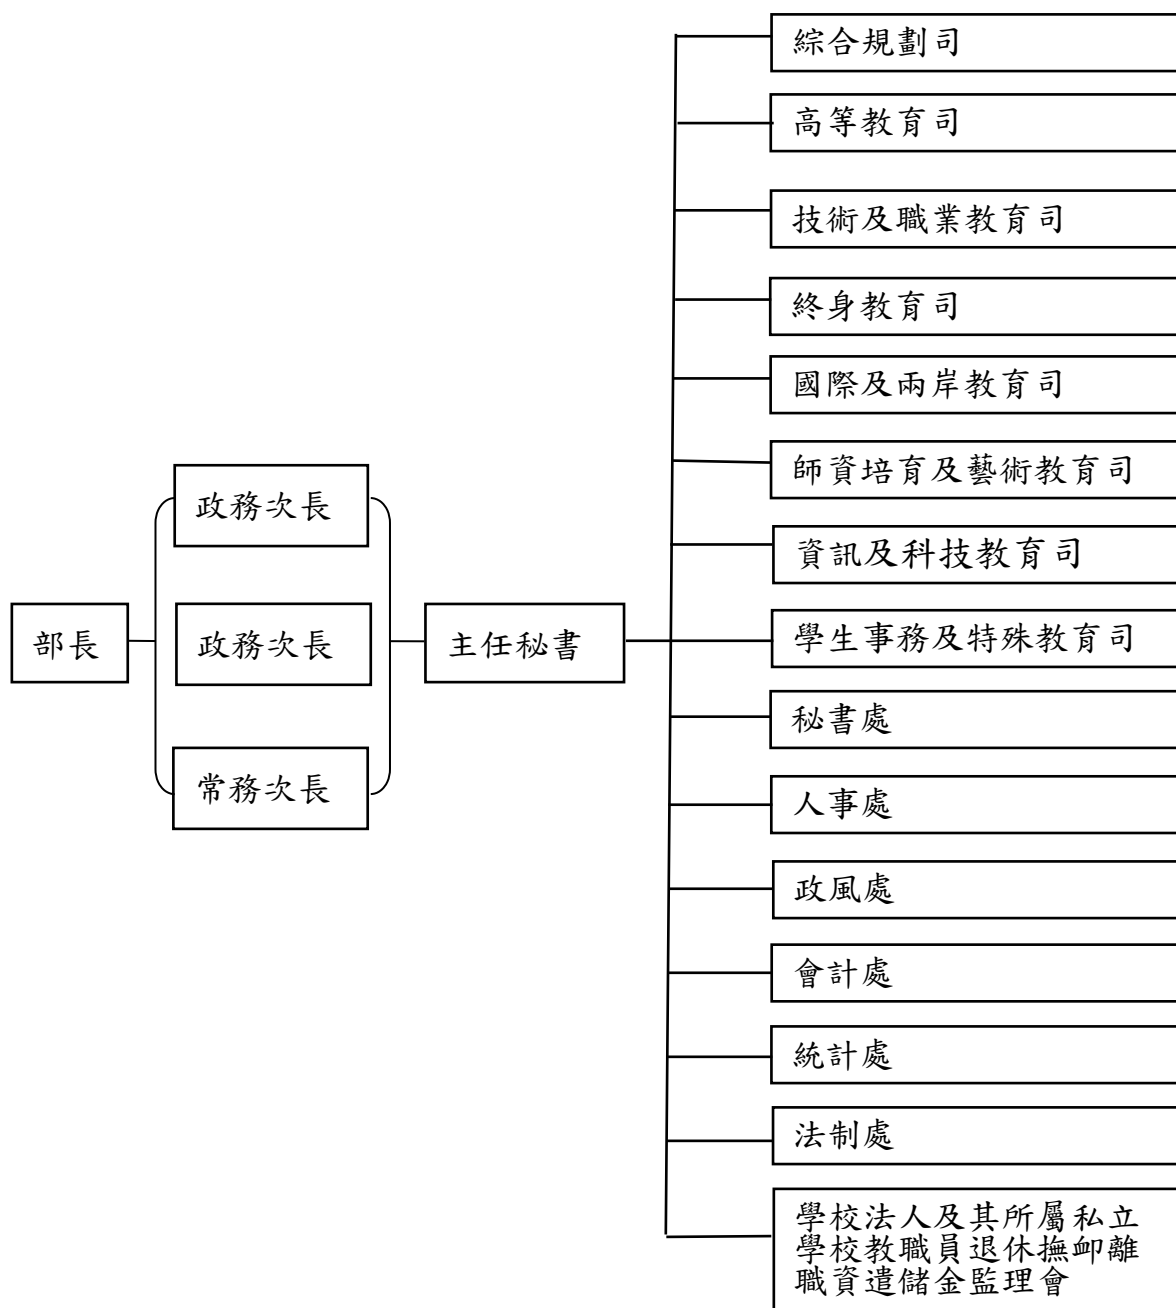 部長
政務次長
政務次長
常務次長
主任秘書
綜合規劃司
高等教育司
技術及職業教育司
終身教育司
國際及兩岸教育司
師資培育及藝術教育司
資訊及科技教育司
學生事務及特殊教育司
秘書處
人事處
政風處
會計處
統計處
法制處
學校法人及其所屬私立
學校教職員退休撫卹離
職資遣儲金監理會